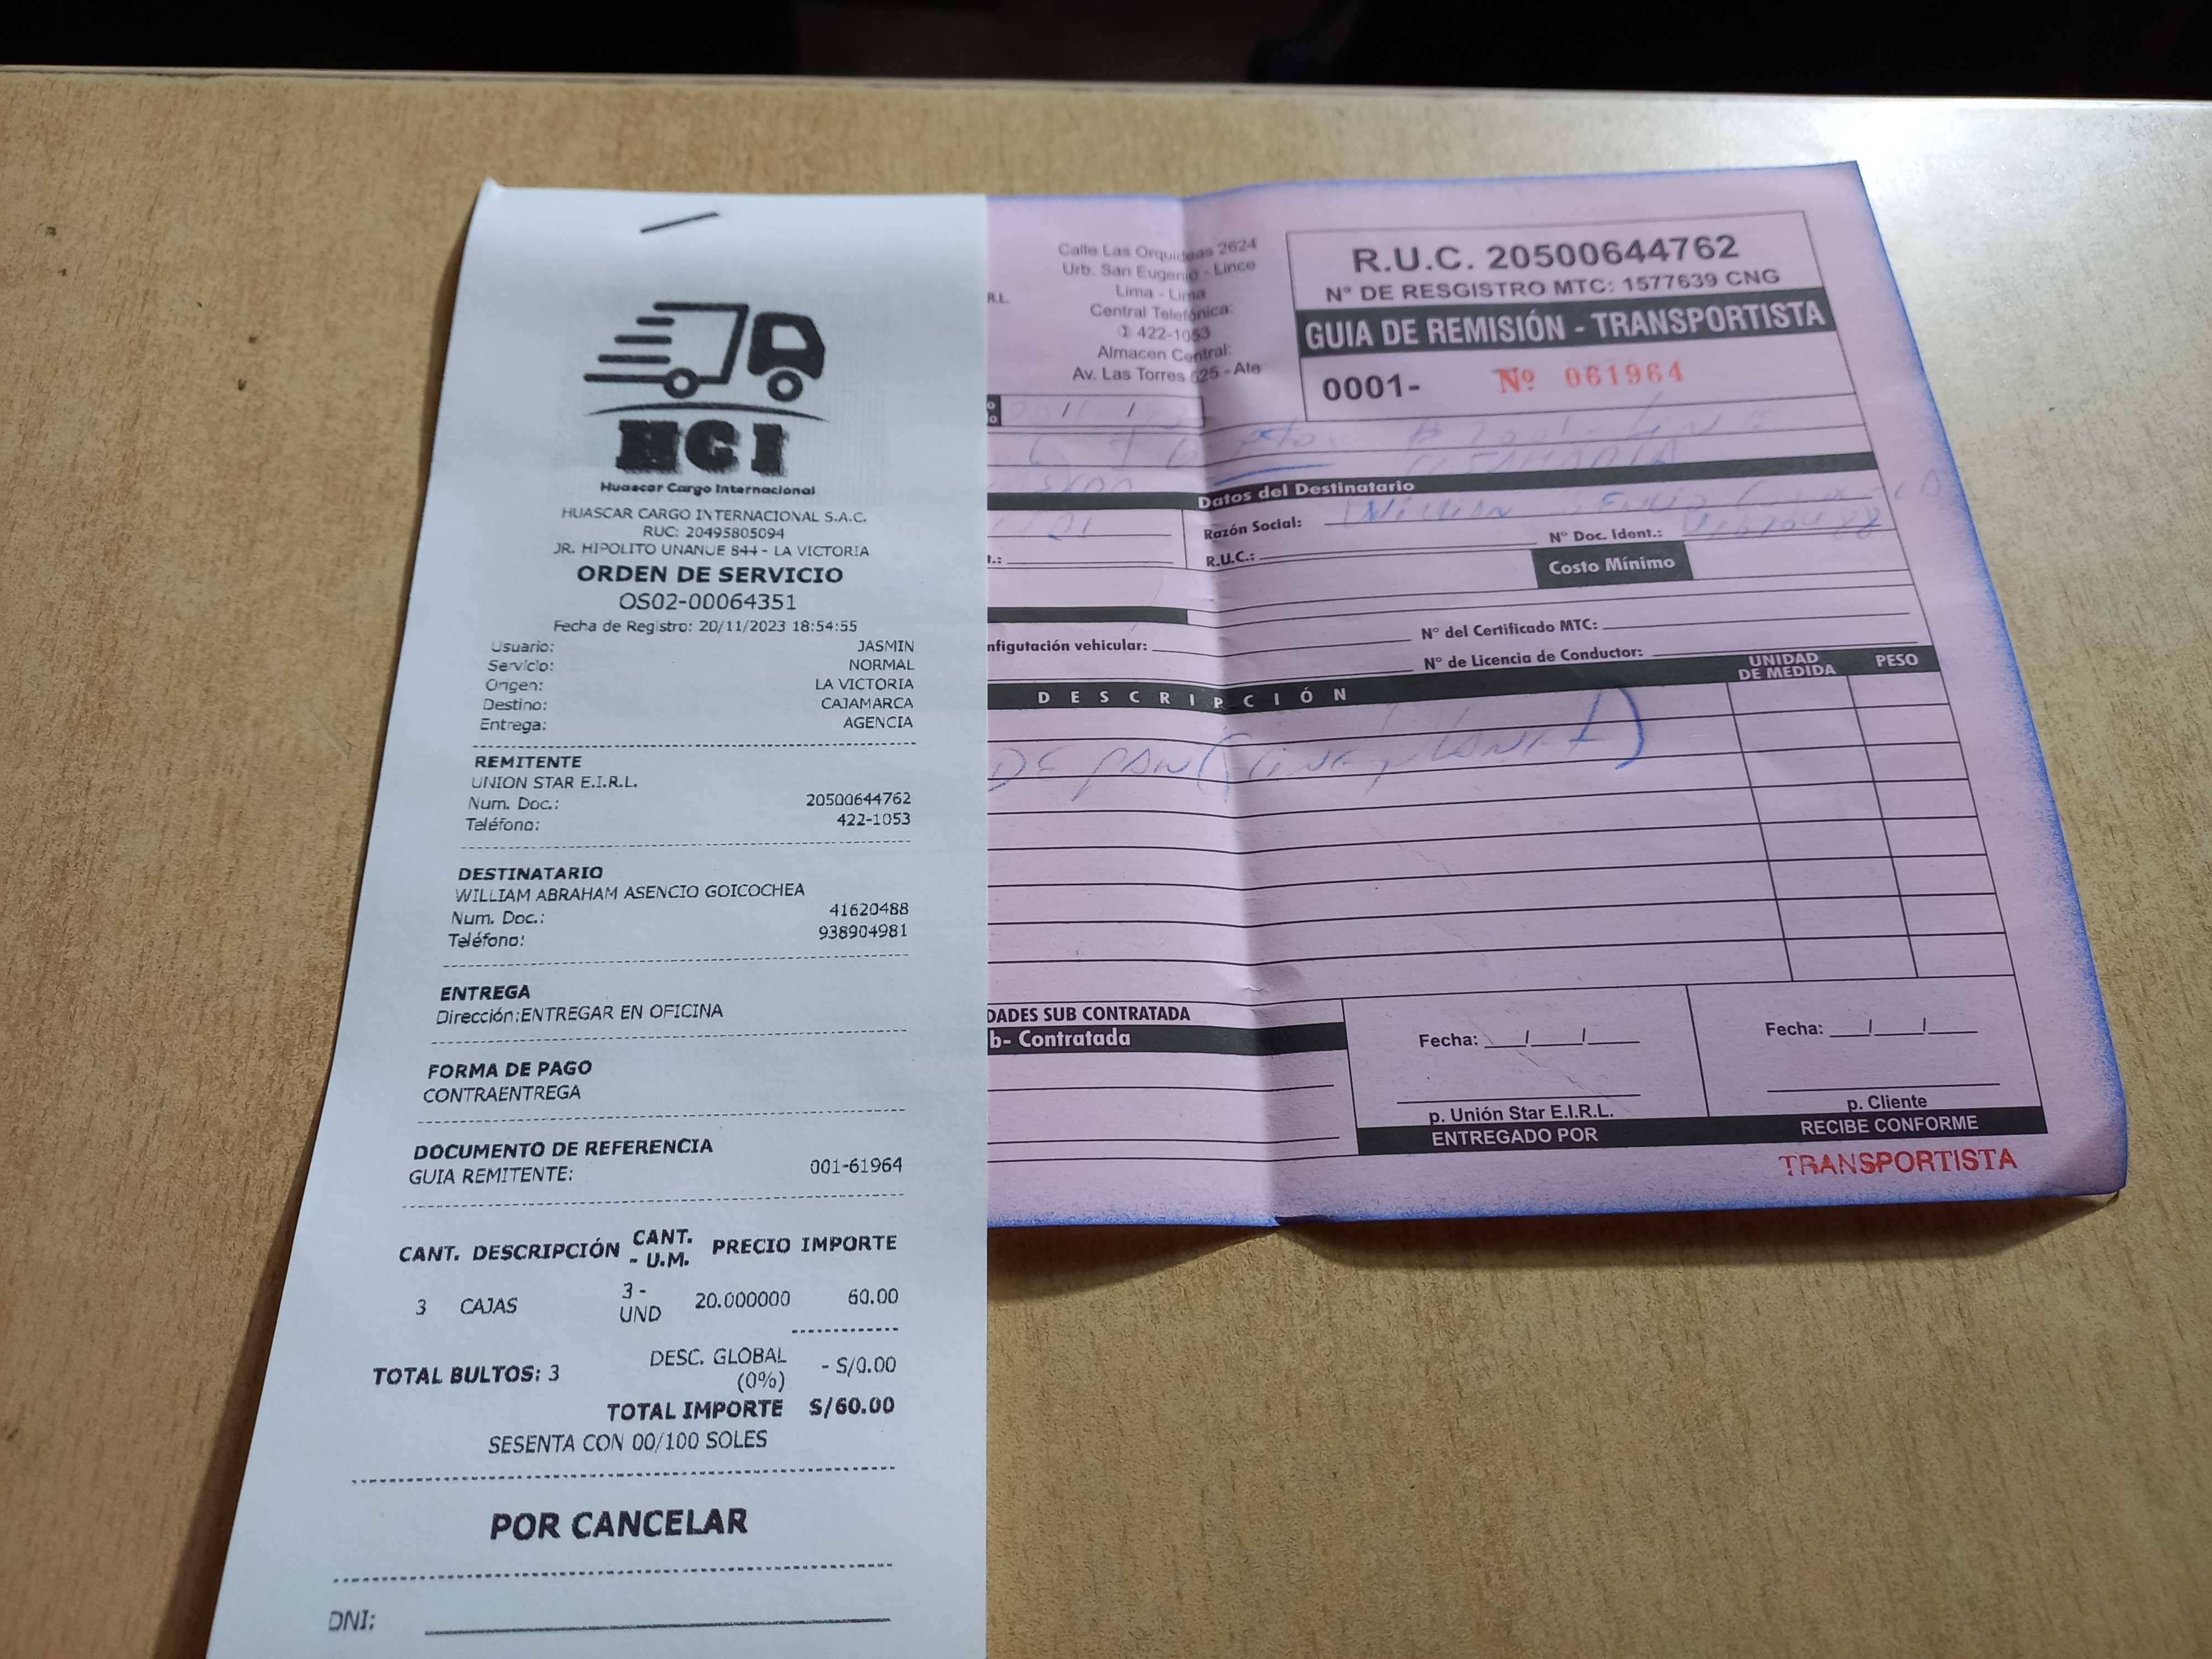 HCI
Huascar Cargo Internacional
HUASCAR CARGO INTERNACIONAL S.A.C.
RUC: 20495805094
JR. HIPOLITO UNANUE 844 - LA VICTORIA
ORDEN DE SERVICIO
OS02-00064351
Fecha de Registro: 20/11/2023 18:54:55
Usuario: JASMIN
Servicio: NORMAL
Origen: LA VICTORIA
Destino: CAJAMARCA
Entrega: AGENCIA
REMITENTE
UNION STAR E.I.R.L.
Num. Doc.: 20500644762
Teléfono: 422-1053
DESTINATARIO
WILLIAM ABRAHAM ASENCIO GOICOCHEA
Num. Doc.: 41620488
Teléfono: 938904981
ENTREGA
Dirección:ENTREGAR EN OFICINA
FORMA DE PAGO
CONTRAENTREGA
DOCUMENTO DE REFERENCIA
GUIA REMITENTE: 001-61964
CANT. DESCRIPCIÓN CANT. - U.M. PRECIO IMPORTE
3 CAJAS 3 - UND 20.000000 60.00
TOTAL BULTOS: 3 DESC. GLOBAL (0%) - S/0.00
TOTAL IMPORTE S/60.00
SESENTA CON 00/100 SOLES
POR CANCELAR
DNI:
R.L.
Calle Las Orquideas 2624
Urb. San Eugenio - Lince
Lima - Lima
Central Telefónica:
422-1053
Almacen Central:
Av. Las Torres 525 - Ate
R.U.C. 20500644762
N° DE RESGISTRO MTC: 1577639 CNG
GUIA DE REMISIÓN - TRANSPORTISTA
0001- Nº 061964
Datos del Destinatario
Razón Social:
R.U.C.: N° Doc. Ident.: 41620488
Costo Mínimo
nfigutación vehicular: N° del Certificado MTC:
N° de Licencia de Conductor:
DESCRIPCIÓN UNIDAD DE MEDIDA PESO
DE
DADES SUB CONTRATADA
b- Contratada
Fecha: / /
p. Unión Star E.I.R.L.
ENTREGADO POR
Fecha: / /
p. Cliente
RECIBE CONFORME
TRANSPORTISTA